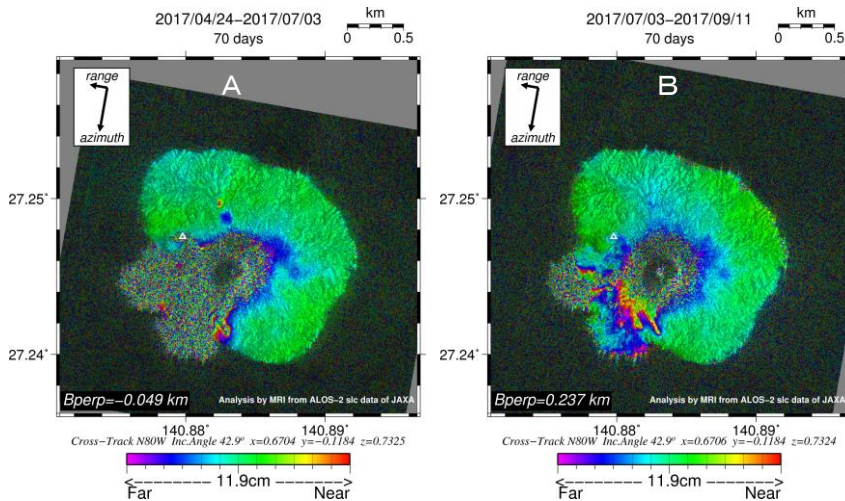 2017/04/24−2017/07/03
70 days
km
0 0.5
range
azimuth
A
27.25°
27.24°
Bperp=−0.049 km
Analysis by MRI from ALOS−2 slc data of JAXA
140.88° 140.89°
Cross−Track N80W Inc.Angle 42.9° x=0.6704 y=−0.1184 z=0.7325
<−−−−−− 11.9cm −−−−−−>
Far Near
2017/07/03−2017/09/11
70 days
km
0 0.5
range
azimuth
B
27.25°
27.24°
Bperp=0.237 km
Analysis by MRI from ALOS−2 slc data of JAXA
140.88° 140.89°
Cross−Track N80W Inc.Angle 42.9° x=0.6706 y=−0.1184 z=0.7324
<−−−−−− 11.9cm −−−−−−>
Far Near